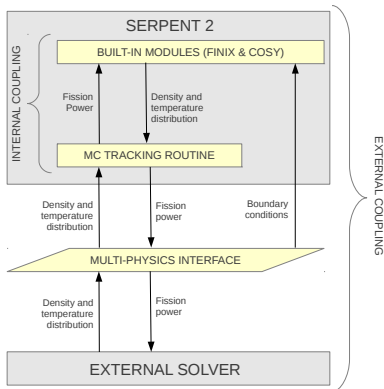 SERPENT 2
BUILT-IN MODULES (FINIX & COSY)
INTERNAL COUPLING
Fission
Power
Density and
temperature
distribution
MC TRACKING ROUTINE
Density and
temperature
distribution
Fission
power
Boundary
conditions
EXTERNAL COUPLING
MULTI-PHYSICS INTERFACE
Density and
temperature
distribution
Fission
power
EXTERNAL SOLVER